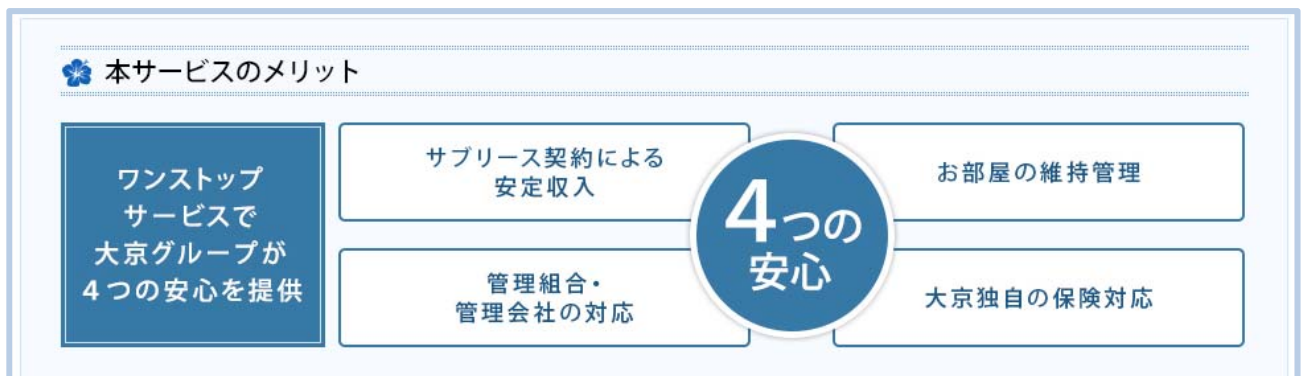 本サービスのメリット
ワンストップ
サービスで
大京グループが
4つの安心を提供
サブリース契約による
安定収入
お部屋の維持管理
4つの
安心
管理組合・
管理会社の対応
大京独自の保険対応